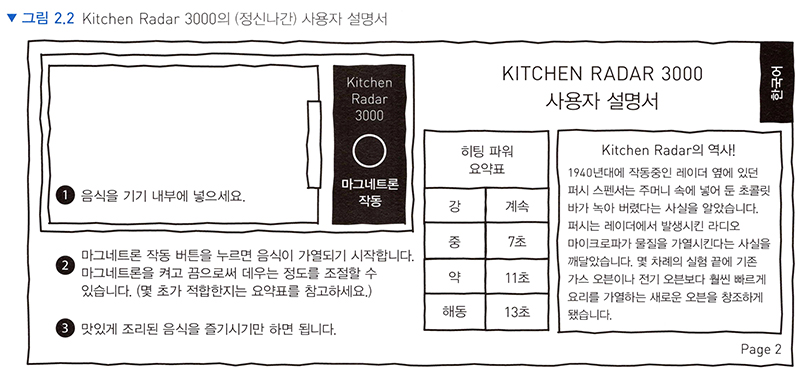 ▼ 그림 2.2 Kitchen Radar 3000의 (정신나간) 사용자 설명서
Kitchen
Radar
3000
마그네트론
작동
1 음식을 기기 내부에 넣으세요.
2 마그네트론 작동 버튼을 누르면 음식이 가열되기 시작합니다.
마그네트론을 켜고 끔으로써 데우는 정도를 조절할 수
있습니다. (몇 초가 적합한지는 요약표를 참고하세요.)
3 맛있게 조리된 음식을 즐기시기만 하면 됩니다.
KITCHEN RADAR 3000
사용자 설명서
한국어
히팅 파워
요약표
강 계속
중 7초
약 11초
해동 13초
Kitchen Radar의 역사!
1940년대에 작동중인 레이더 옆에 있던
퍼시 스펜서는 주머니 속에 넣어 둔 초콜릿
바가 녹아 버렸다는 사실을 알았습니다.
퍼시는 레이더에서 발생시킨 라디오
마이크로파가 물질을 가열시킨다는 사실을
깨달았습니다. 몇 차례의 실험 끝에 기존
가스 오븐이나 전기 오븐보다 훨씬 빠르게
요리를 가열하는 새로운 오븐을 창조하게
됐습니다.
Page 2